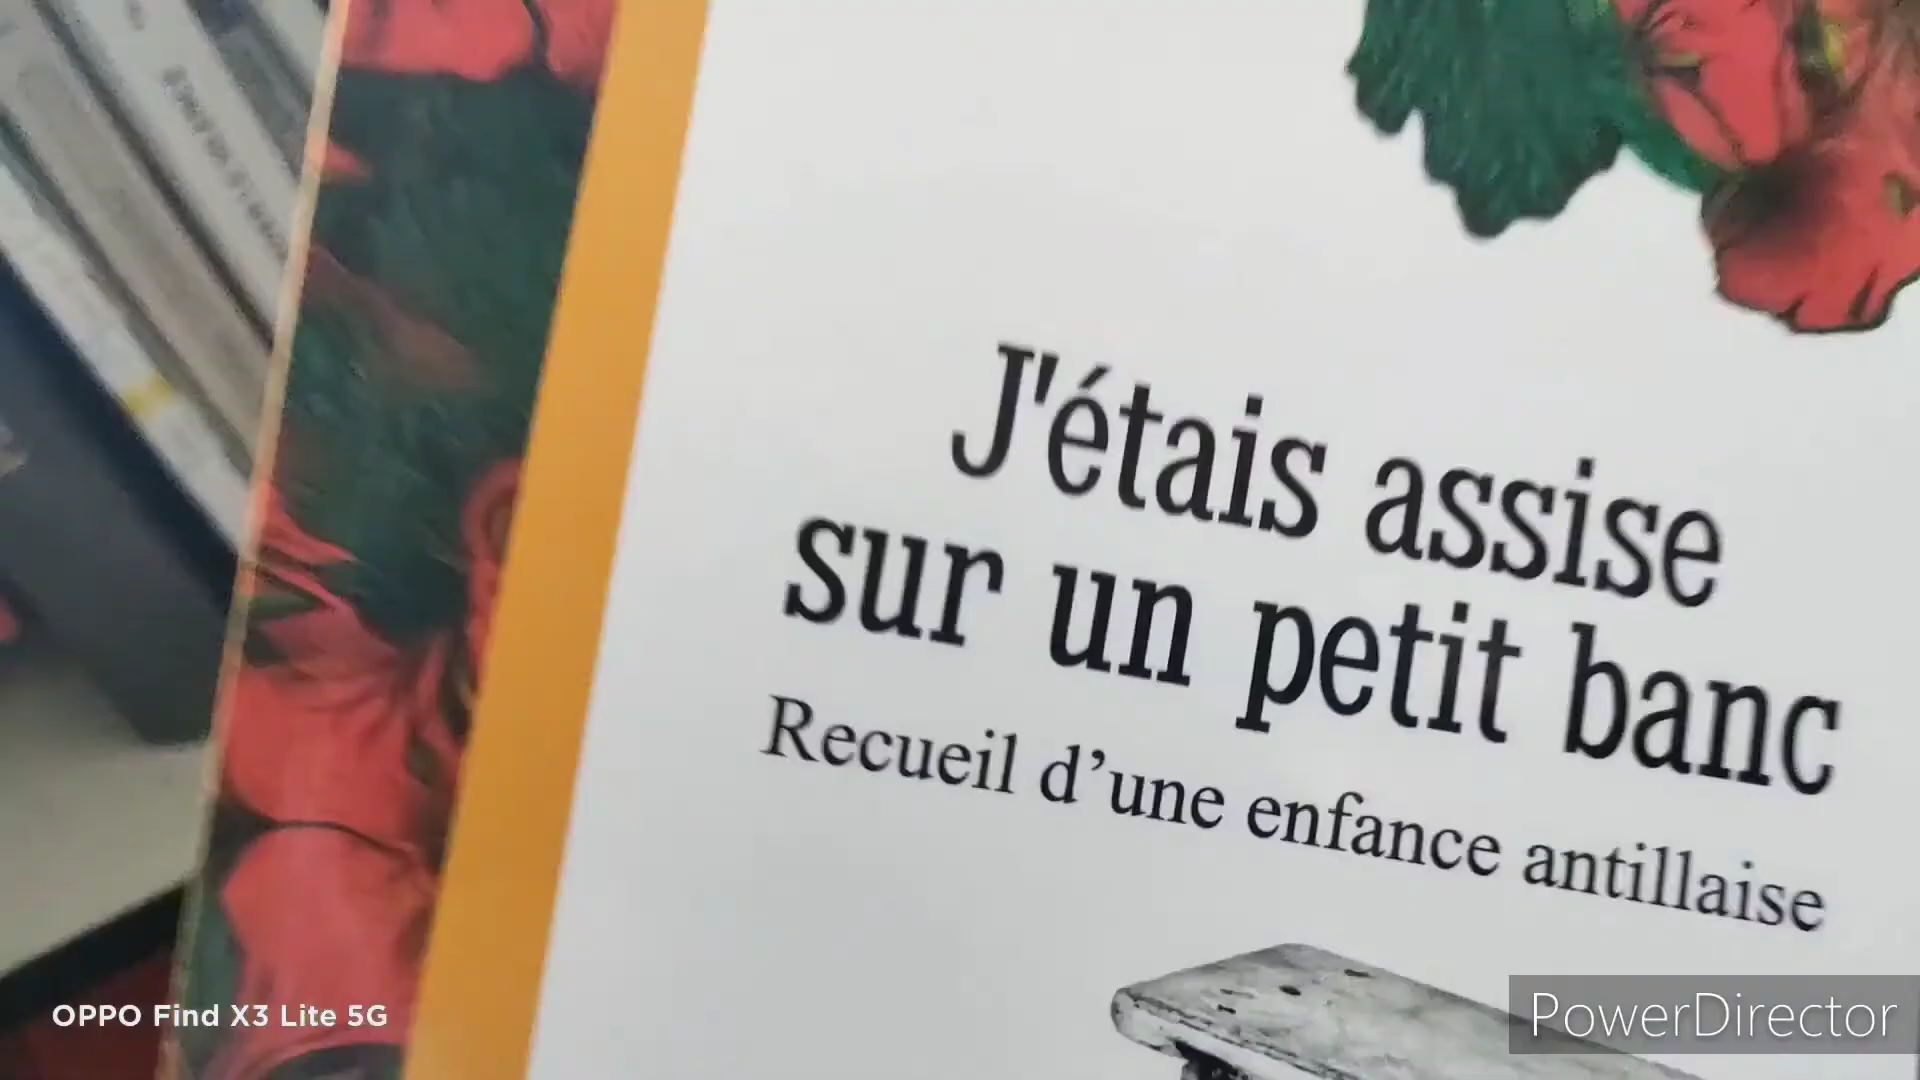 J'étais assise
sur un petit banc
Recueil d’une enfance antillaise
OPPO Find X3 Lite 5G
PowerDirector